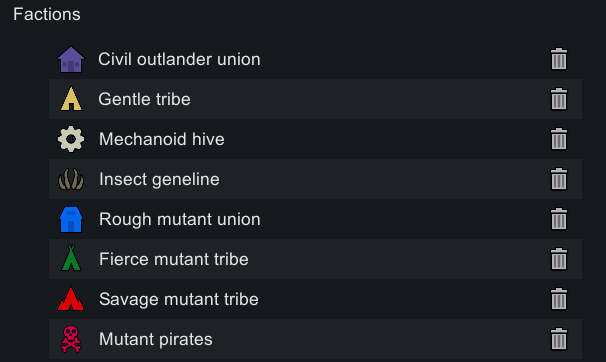 Factions
Civil outlander union
Gentle tribe
Mechanoid hive
Insect geneline
Rough mutant union
Fierce mutant tribe
Savage mutant tribe
Mutant pirates